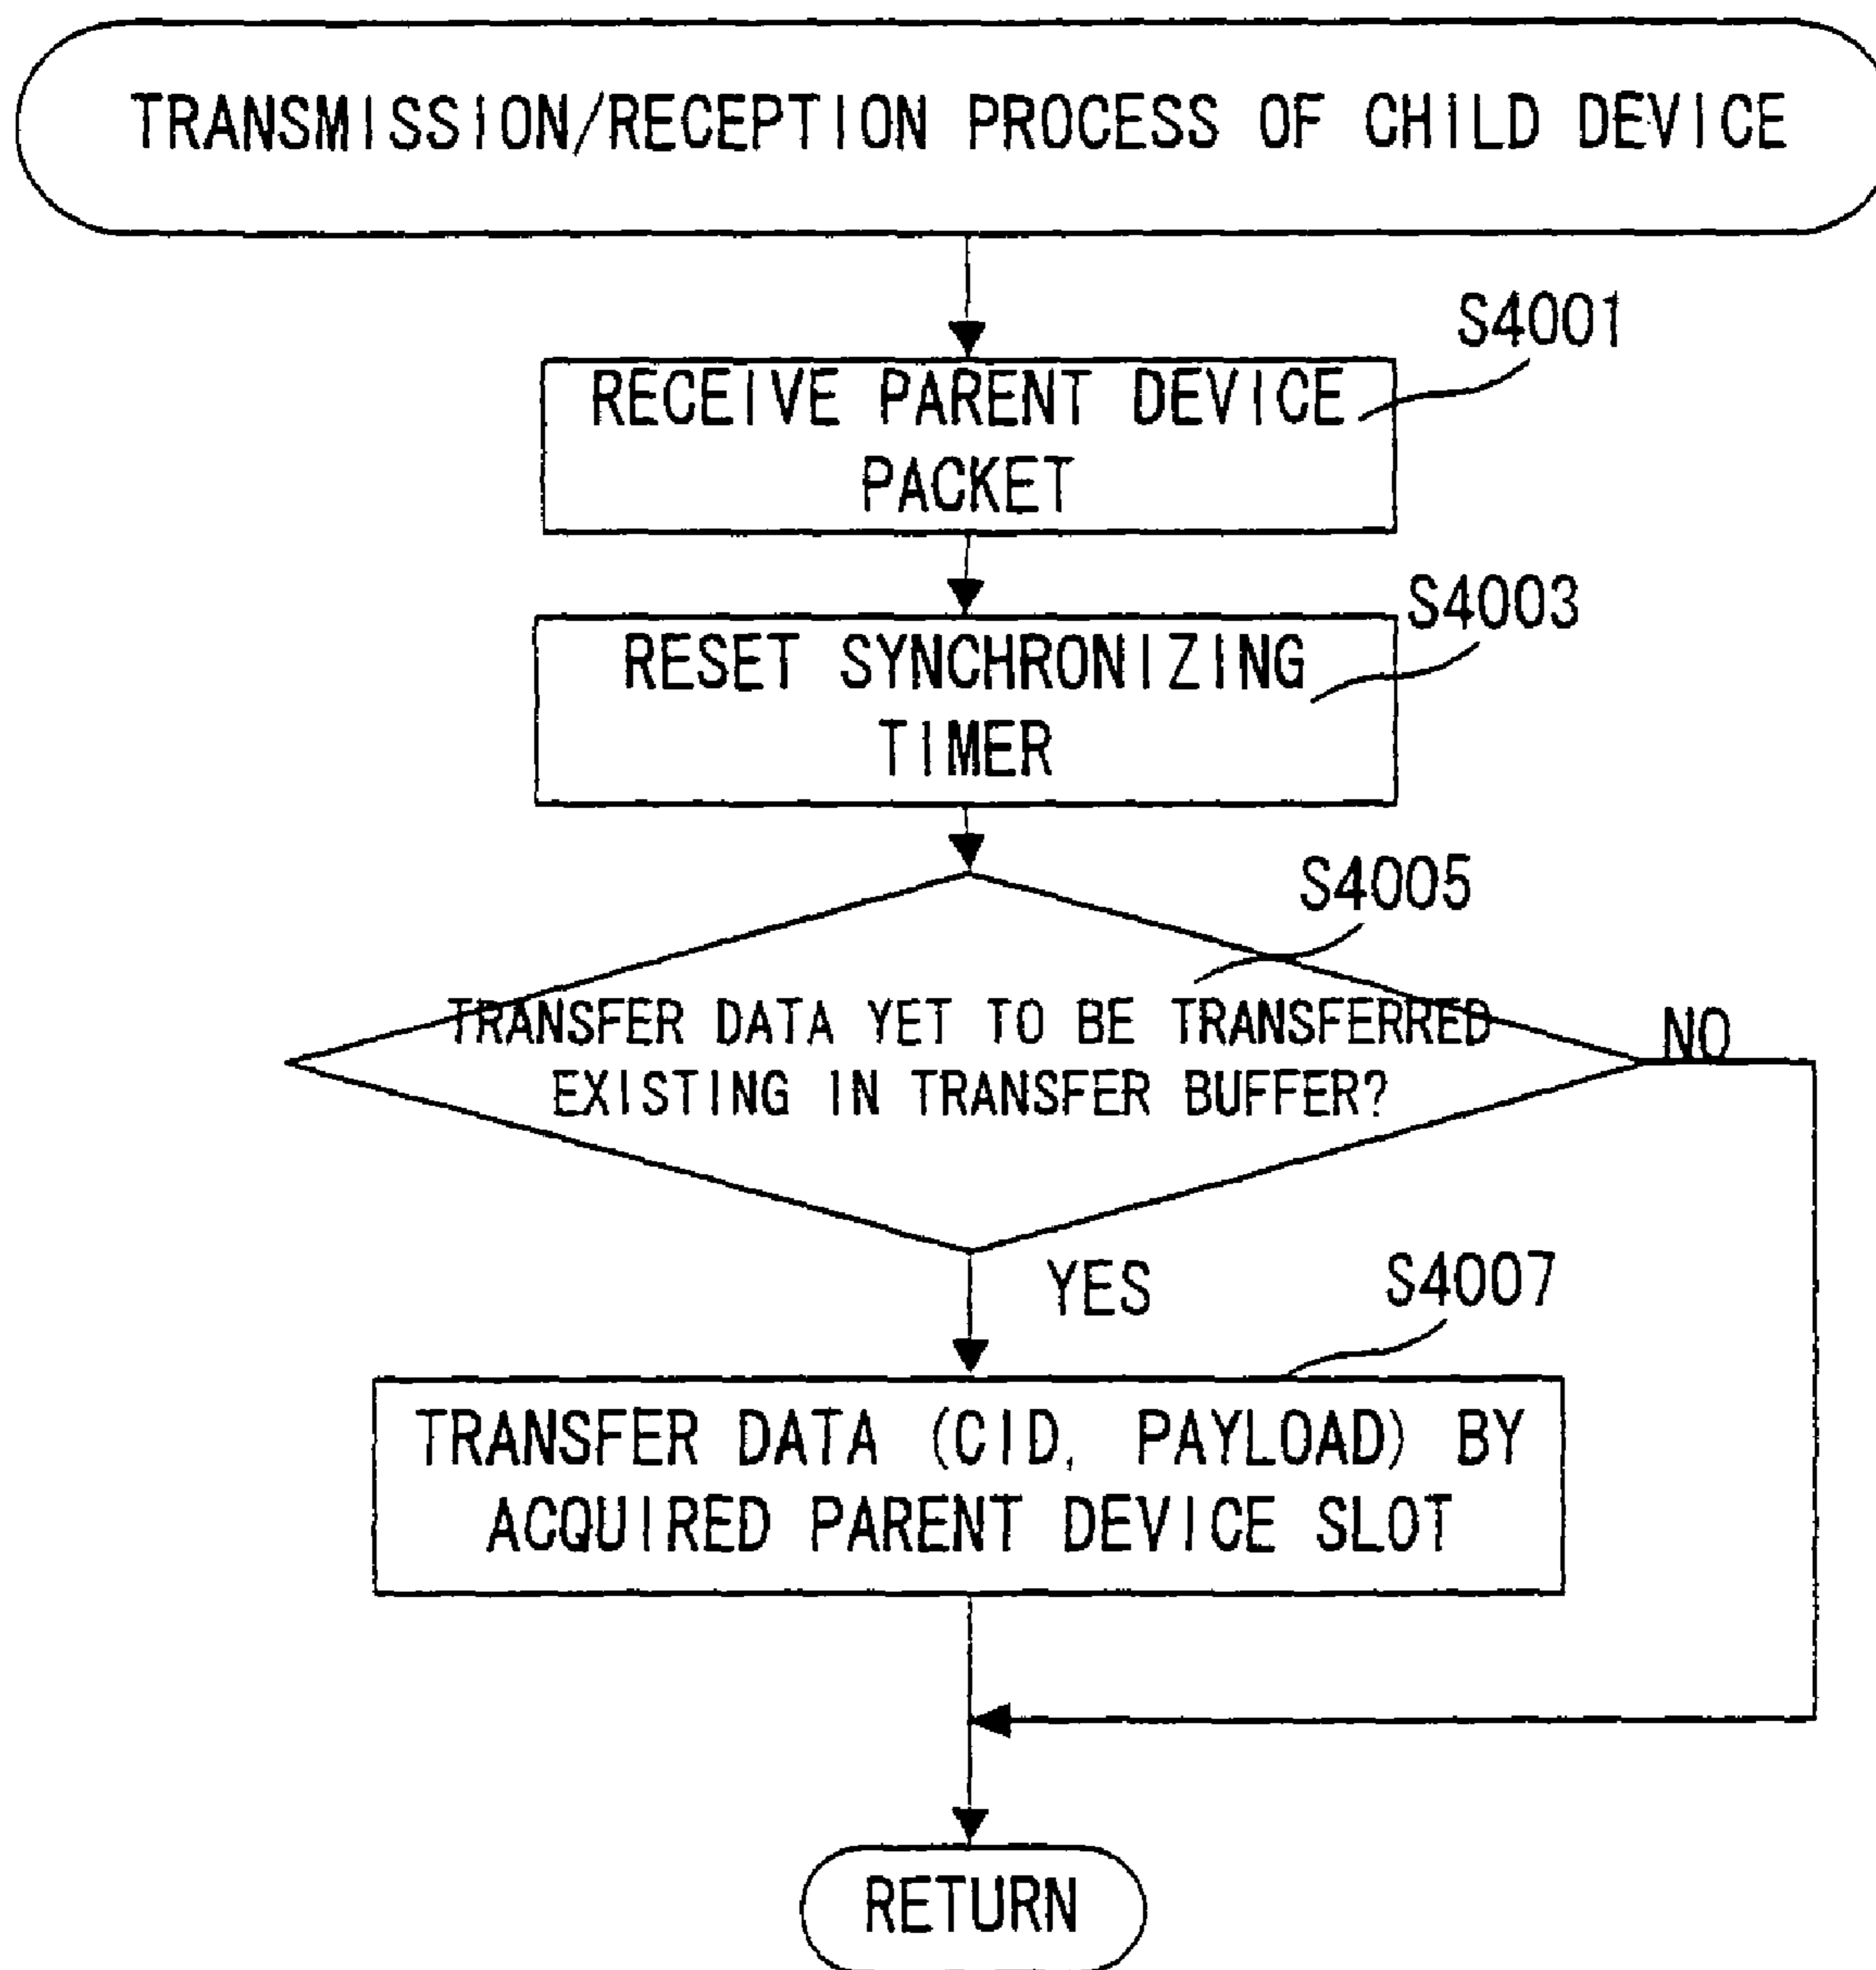 TRANSMISSION/RECEPTION PROCESS OF CHILD DEVICE
S4001
RECEIVE PARENT DEVICE
PACKET
S4003
RESET SYNCHRONIZING
TIMER
S4005
TRANSFER DATA YET TO BE TRANSFERRED
EXISTING IN TRANSFER BUFFER?
NO
YES
S4007
TRANSFER DATA (CID, PAYLOAD) BY
ACQUIRED PARENT DEVICE SLOT
RETURN